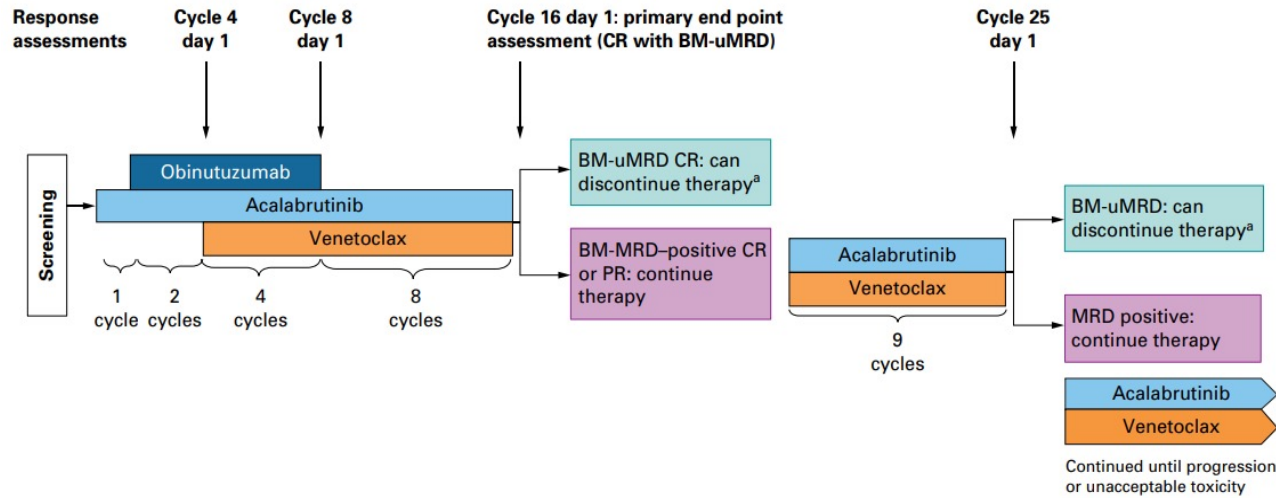 Response
assessments
Cycle 4
day 1
Cycle 8
day 1
Cycle 16 day 1: primary end point
assessment (CR with BM-uMRD)
Cycle 25
day 1
Screening
Obinutuzumab
Acalabrutinib
Venetoclax
1
cycle
2
cycles
4
cycles
8
cycles
BM-uMRD CR: can
discontinue therapyᵃ
BM-MRD–positive CR
or PR: continue
therapy
Acalabrutinib
Venetoclax
9
cycles
BM-uMRD: can
discontinue therapyᵃ
MRD positive:
continue therapy
Acalabrutinib
Venetoclax
Continued until progression
or unacceptable toxicity